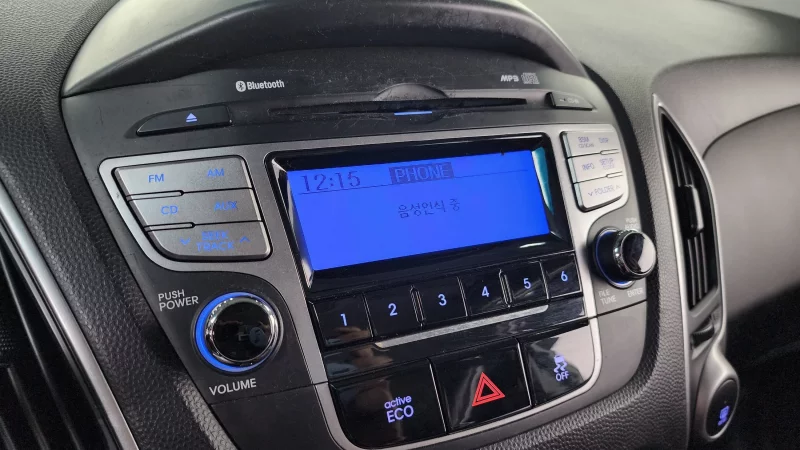 Bluetooth
MP3
12:15 PHONE
음성인식 중
FM AM
CD AUX
SEEK
TRACK
INFO SETUP
FOLDER
PUSH
POWER
VOLUME
1 2 3 4 5 6
TUNE ENTER
active
ECO
OFF